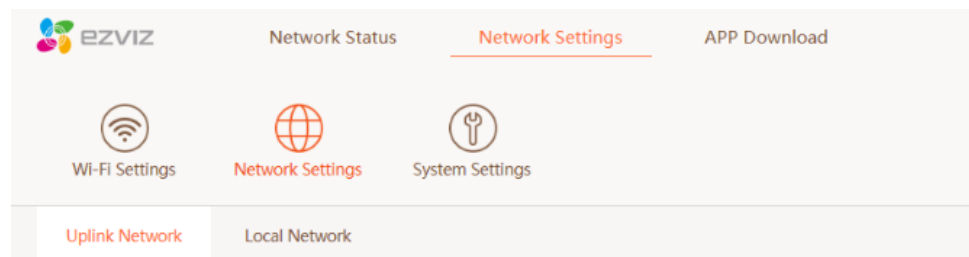 ezviz Network Status Network Settings APP Download
Wi-Fi Settings Network Settings System Settings
Uplink Network Local Network